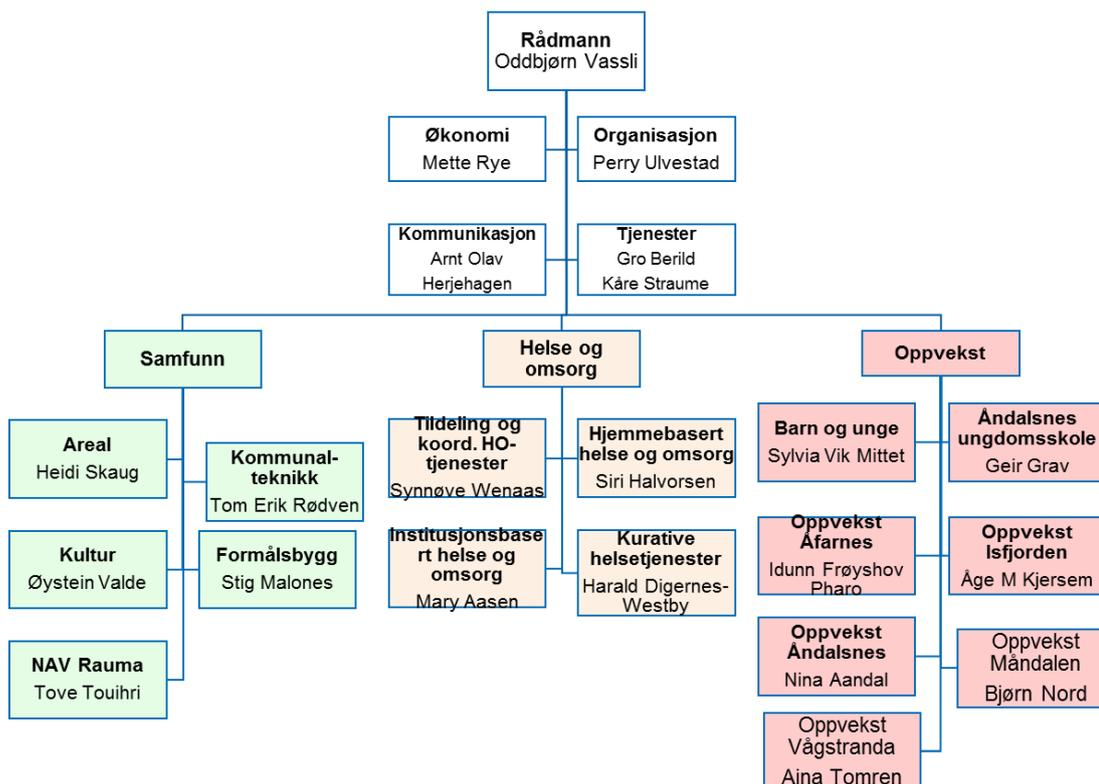 Rådmann
Oddbjørn Vassli
Økonomi
Mette Rye
Organisasjon
Perry Ulvestad
Kommunikasjon
Arnt Olav
Herjehagen
Tjenester
Gro Berild
Kåre Straume
Samfunn
Helse og
omsorg
Oppvekst
Areal
Heidi Skaug
Kommunal-
teknikk
Tom Erik Rødven
Kultur
Øystein Valde
Formålsbygg
Stig Malones
NAV Rauma
Tove Touihri
Tildeling og
koord. HO-
tjenester
Synnøve Wenaas
Hjemmebasert
helse og omsorg
Siri Halvorsen
Institusjonsbase
rt helse og
omsorg
Mary Aasen
Kurative
helsetjenester
Harald Digernes-
Westby
Barn og unge
Sylvia Vik Mittet
Åndalsnes
ungdomsskole
Geir Grav
Oppvekst
Åfarnes
Idunn Frøyshov
Pharo
Oppvekst
Isfjorden
Åge M Kjersem
Oppvekst
Åndalsnes
Nina Aandal
Oppvekst
Måndalen
Bjørn Nord
Oppvekst
Vågstranda
Aina Tomren